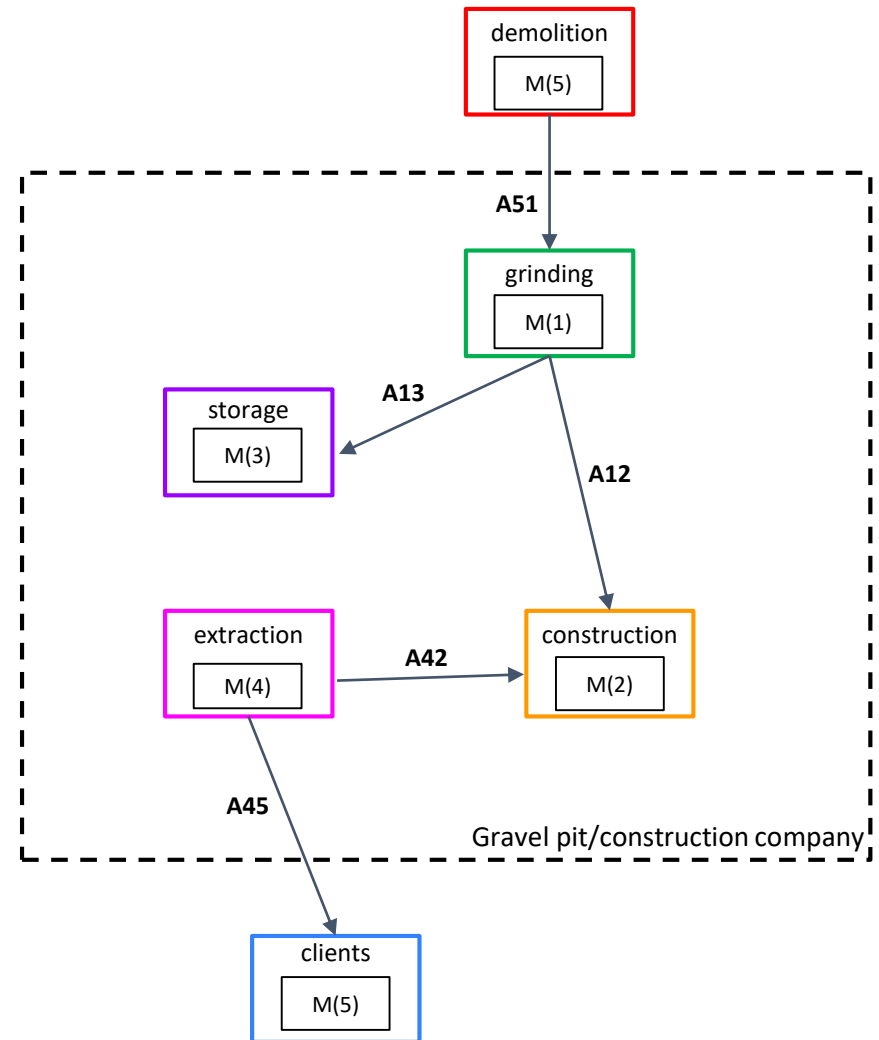 demolition
M(5)
A51
grinding
M(1)
A13
storage
M(3)
A12
extraction
M(4)
A42
construction
M(2)
A45
Gravel pit/construction company
clients
M(5)